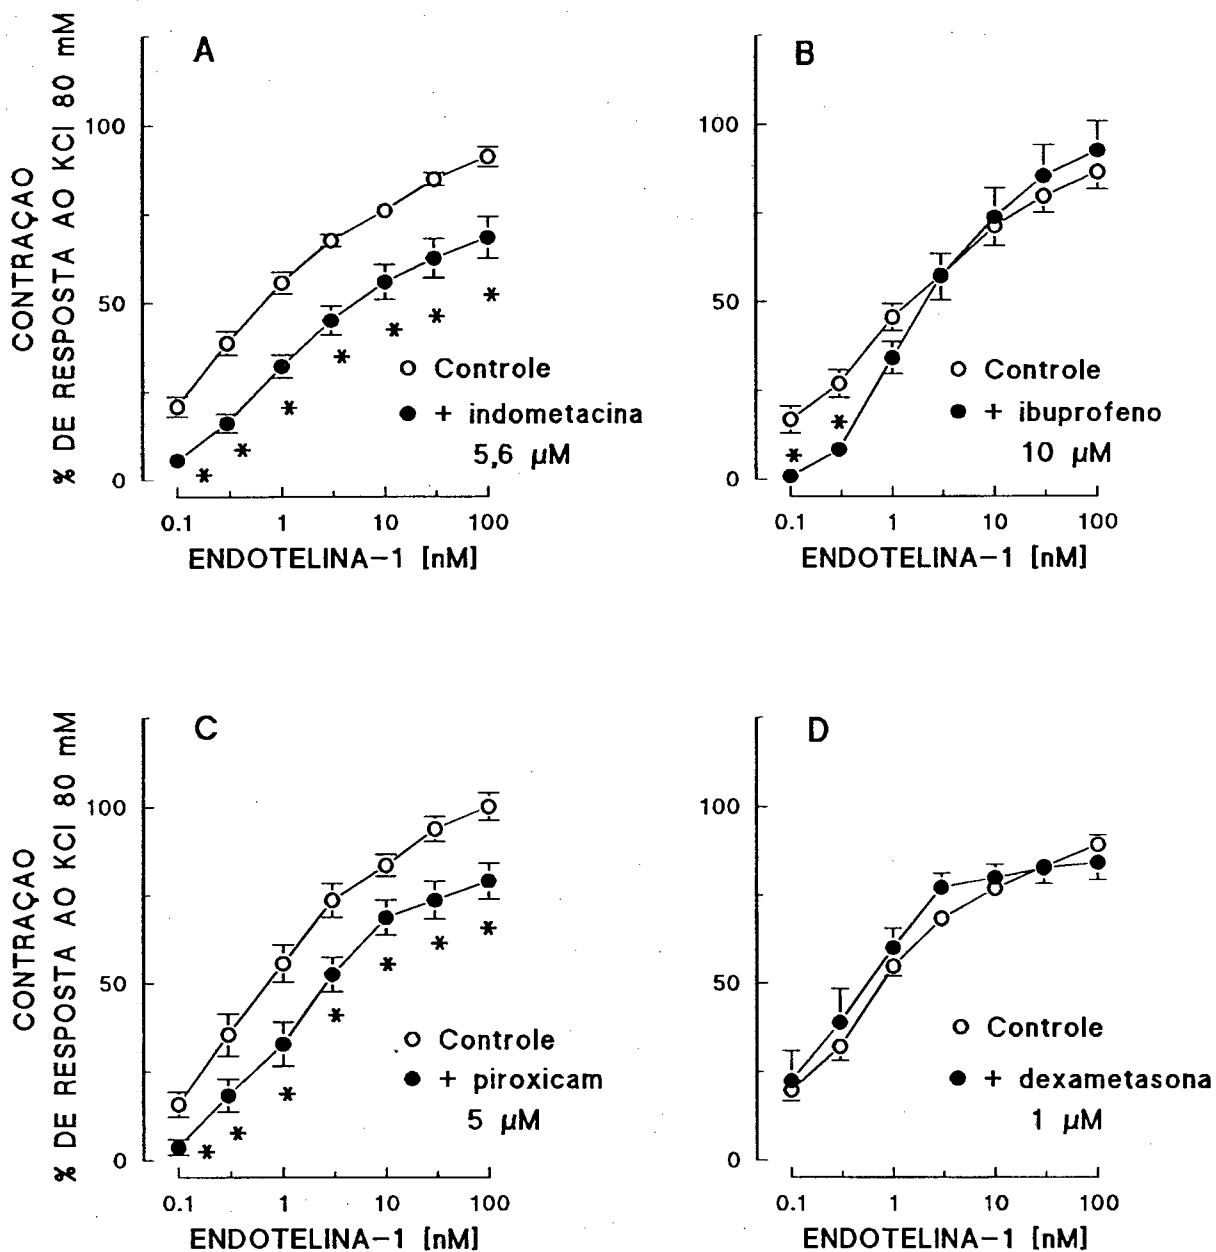 A
CONTRAÇAO
% DE RESPOSTA AO KCl 80 mM
100
50
0
Controle
+ indometacina
5,6 µM
*
*
*
*
*
*
*
0.1 1 10 100
ENDOTELINA-1 [nM]
B
100
50
0
Controle
+ ibuprofeno
10 µM
*
*
0.1 1 10 100
ENDOTELINA-1 [nM]
C
CONTRAÇAO
% DE RESPOSTA AO KCl 80 mM
100
50
0
Controle
+ piroxicam
5 µM
*
*
*
*
*
*
*
0.1 1 10 100
ENDOTELINA-1 [nM]
D
100
50
0
Controle
+ dexametasona
1 µM
0.1 1 10 100
ENDOTELINA-1 [nM]